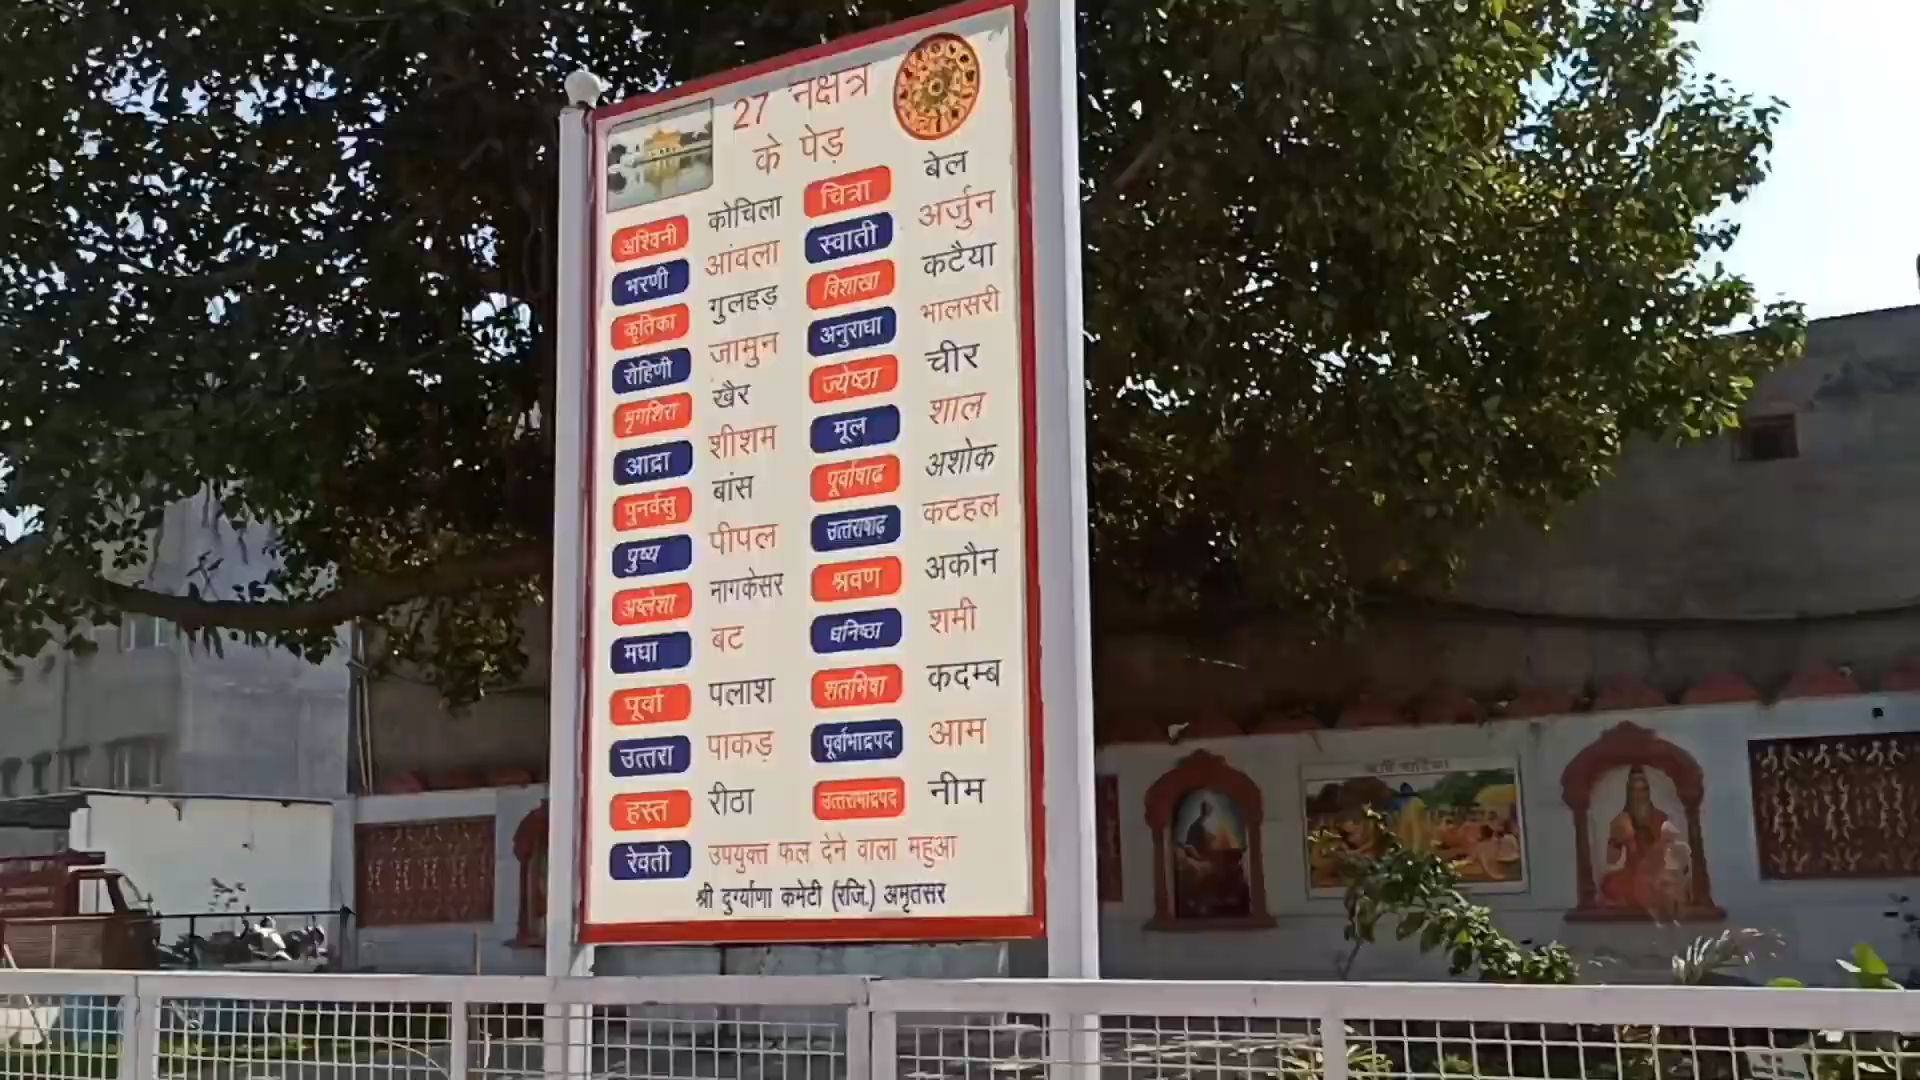 27 नक्षत्र
के पेड़
अश्विनी कोचिला
भरणी आंवला
कृतिका गुलहड़
रोहिणी जामुन
मृगशिरा खैर
आद्रा शीशम
पुनर्वसु बांस
पुष्य पीपल
अष्लेशा नागकेसर
मघा बट
पूर्वा पलाश
उत्तरा पाकड़
हस्त रीठा
चित्रा बेल
स्वाती अर्जुन
विशाखा कटैया
अनुराधा भालसरी
ज्येष्ठा चीर
मूल शाल
पूर्वाषाढ़ अशोक
उत्तराषाढ़ कटहल
श्रवण अकौन
धनिष्ठा शमी
शतभिषा कदम्ब
पूर्वाभाद्रपद आम
उत्तराभाद्रपद नीम
रेवती उपयुक्त फल देने वाला महुआ
श्री दुर्ग्याणा कमेटी (रजि.) अमृतसर